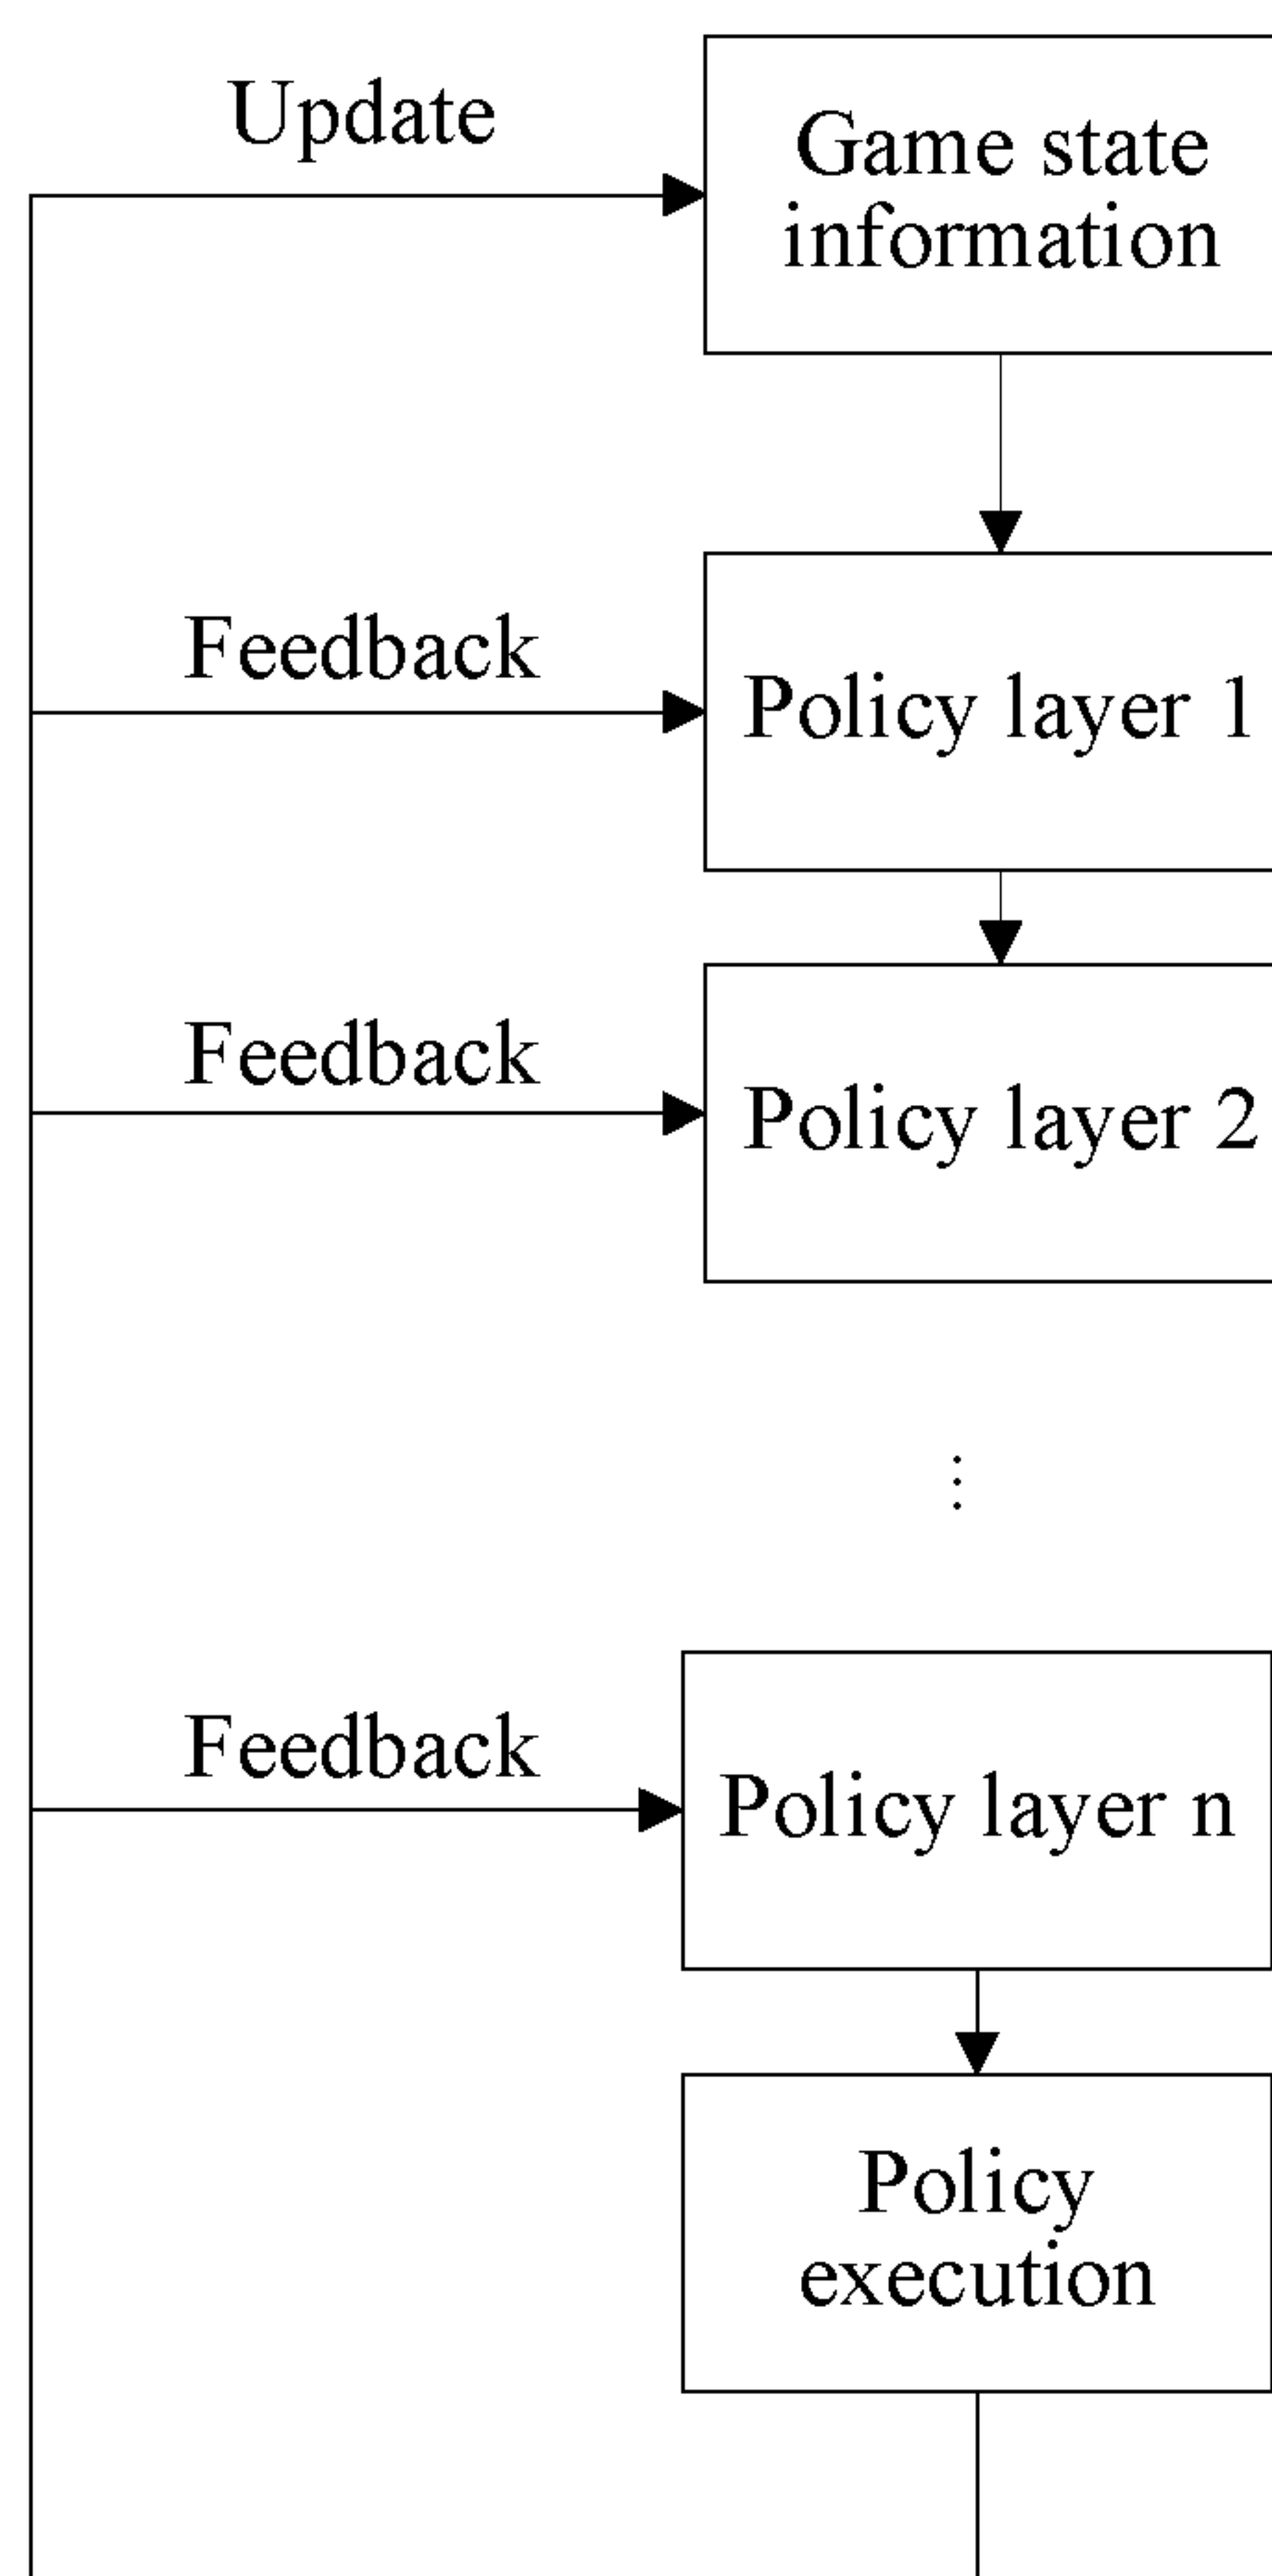 Update
Game state
information
Feedback
Policy layer 1
Feedback
Policy layer 2
Feedback
Policy layer n
Policy
execution